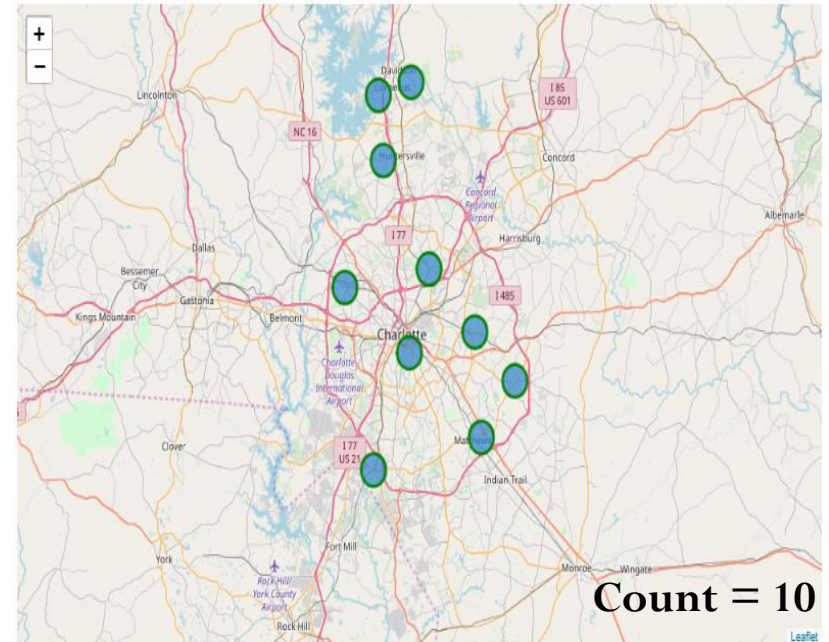 +
−
Lincolnton
NC 16
I 85
US 601
Huntersville
Concord
Concord
Regional
Airport
Albemarle
I 77
Harrisburg
Dallas
Bessemer
City
Gastonia
Kings Mountain
Belmont
I 485
Charlotte
Charlotte
Douglas
International
Airport
Clover
I 77
US 21
Indian Trail
Fort Mill
York
Rock Hill/
York County
Airport
Rock Hill
Monroe
Wingate
Count = 10
Leaflet